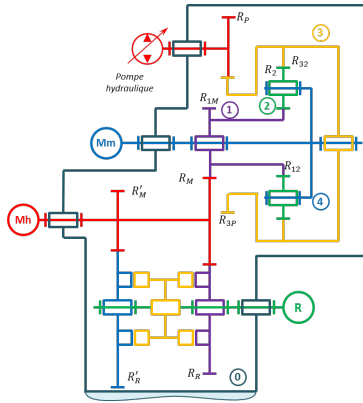 R_P
3
R_2
R_32
Pompe
hydraulique
R_1M
1
2
Mm
R_M
R_12
R'_M
4
Mh
R_3P
R
R'_R
R_R
0